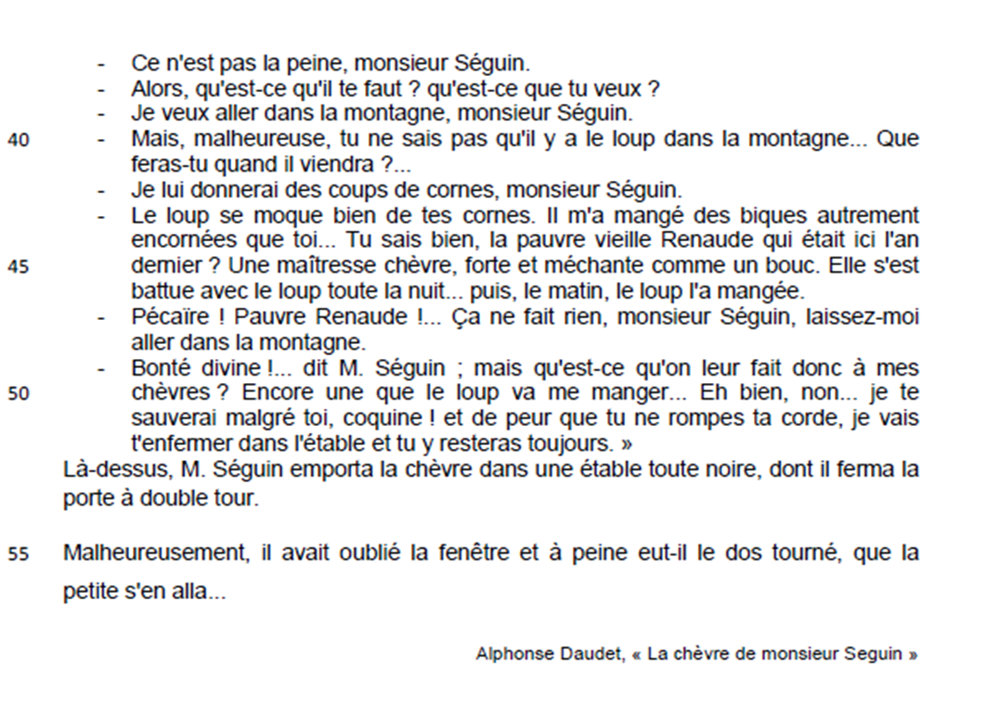 - Ce n'est pas la peine, monsieur Séguin.
- Alors, qu'est-ce qu'il te faut ? qu'est-ce que tu veux ?
- Je veux aller dans la montagne, monsieur Séguin.
40 - Mais, malheureuse, tu ne sais pas qu'il y a le loup dans la montagne... Que
feras-tu quand il viendra ?...
- Je lui donnerai des coups de cornes, monsieur Séguin.
- Le loup se moque bien de tes cornes. Il m'a mangé des biques autrement
encornées que toi... Tu sais bien, la pauvre vieille Renaude qui était ici l'an
45 dernier ? Une maîtresse chèvre, forte et méchante comme un bouc. Elle s'est
battue avec le loup toute la nuit... puis, le matin, le loup l'a mangée.
- Pécaïre ! Pauvre Renaude !... Ça ne fait rien, monsieur Séguin, laissez-moi
aller dans la montagne.
- Bonté divine !... dit M. Séguin ; mais qu'est-ce qu'on leur fait donc à mes
50 chèvres ? Encore une que le loup va me manger... Eh bien, non... je te
sauverai malgré toi, coquine ! et de peur que tu ne rompes ta corde, je vais
t'enfermer dans l'étable et tu y resteras toujours. »
Là-dessus, M. Séguin emporta la chèvre dans une étable toute noire, dont il ferma la
porte à double tour.
55 Malheureusement, il avait oublié la fenêtre et à peine eut-il le dos tourné, que la
petite s'en alla...
Alphonse Daudet, « La chèvre de monsieur Seguin »